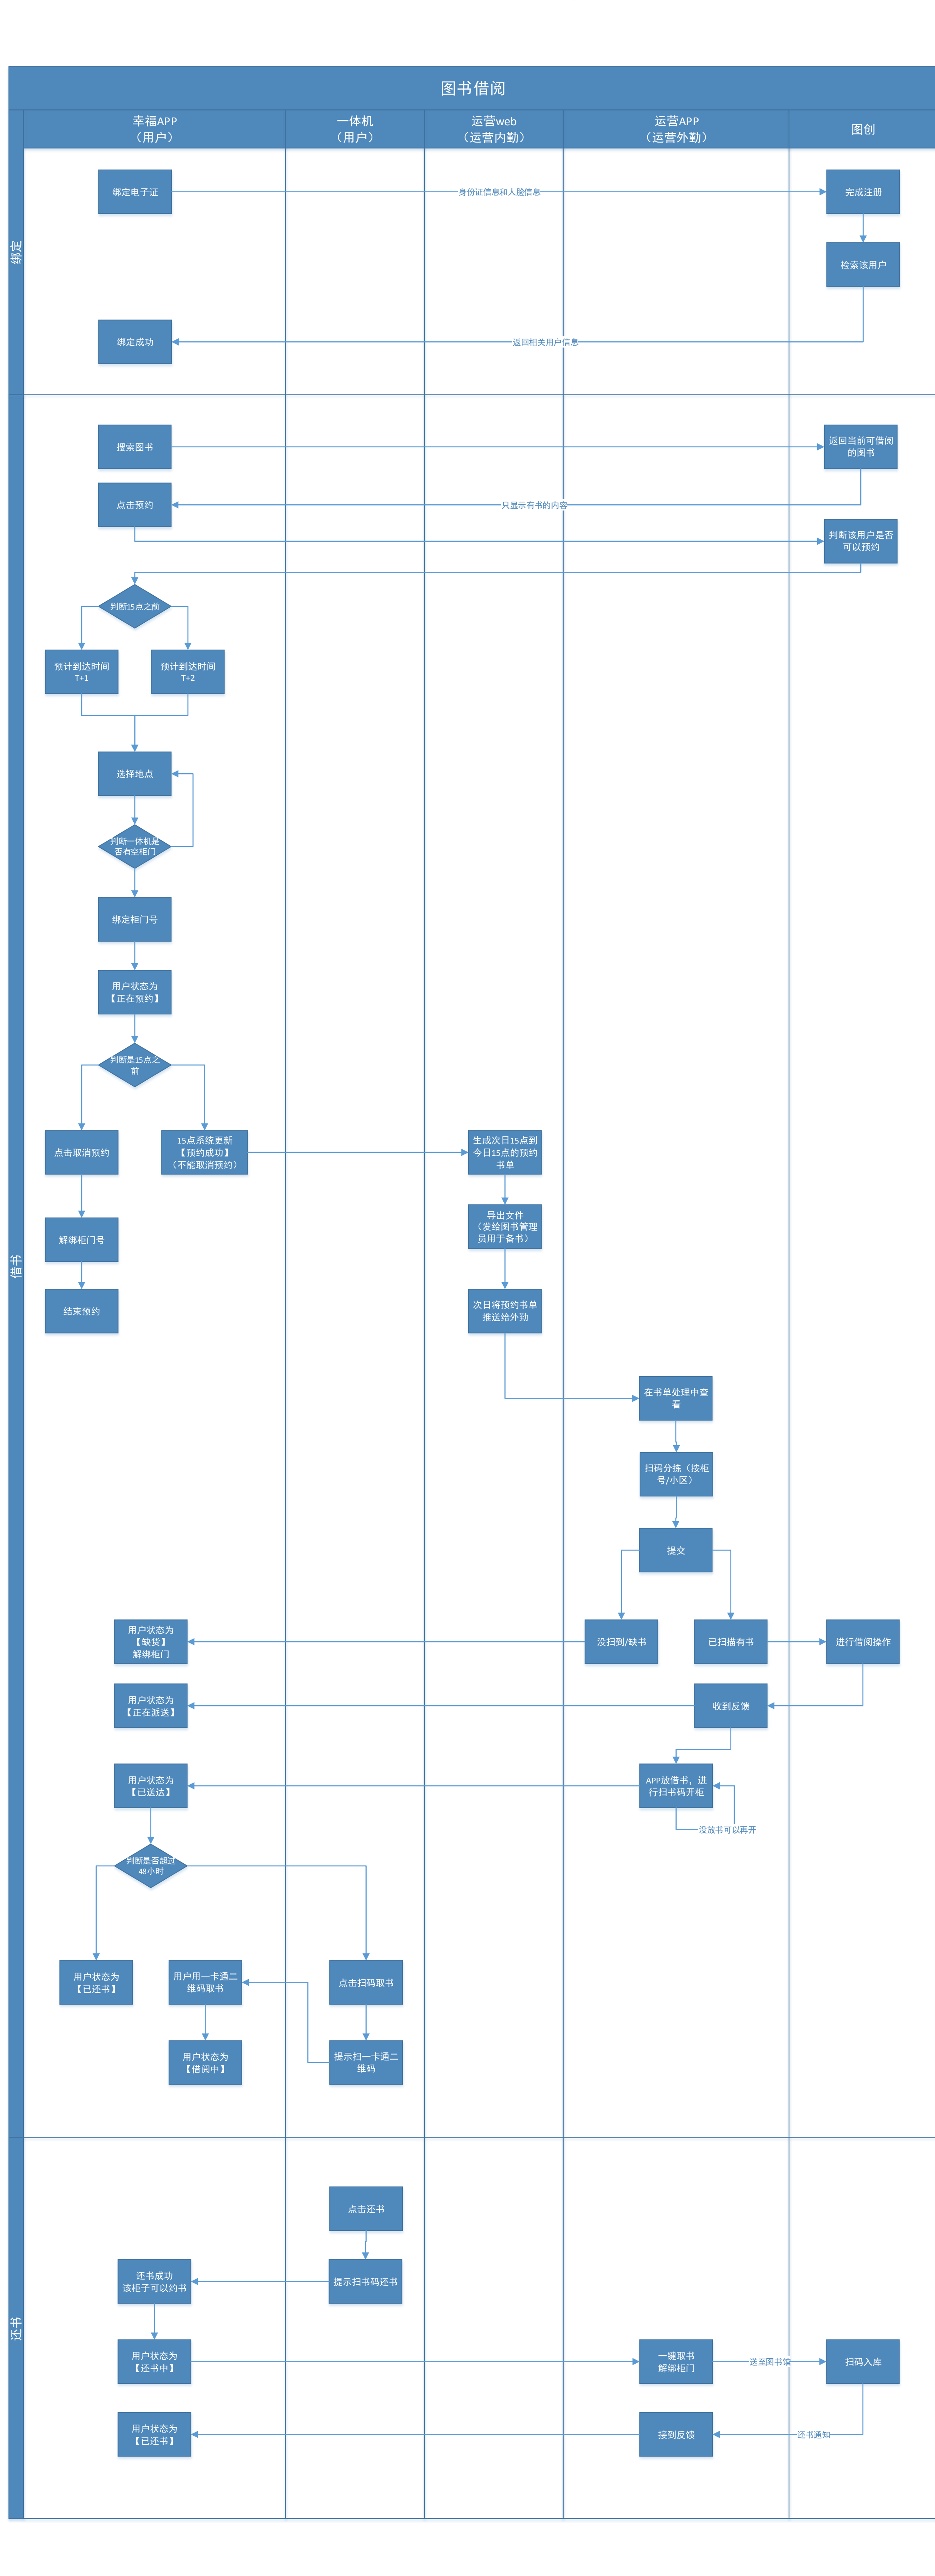 图书借阅
幸福APP
（用户）
一体机
（用户）
运营web
（运营内勤）
运营APP
（运营外勤）
图创
绑定
绑定电子证
身份证信息和人脸信息
完成注册
检索该用户
绑定成功
返回相关用户信息
借书
搜索图书
返回当前可借阅
的图书
点击预约
只显示有书的内容
判断该用户是否
可以预约
判断15点之前
预计到达时间
T+1
预计到达时间
T+2
选择地点
判断一体机是
否有空柜门
绑定柜门号
用户状态为
【正在预约】
判断是15点之
前
点击取消预约
15点系统更新
【预约成功】
（不能取消预约）
生成次日15点到
今日15点的预约
书单
解绑柜门号
导出文件
（发给图书管理
员用于备书）
结束预约
次日将预约书单
推送给外勤
在书单处理中查
看
扫码分拣（按柜
号/小区）
提交
用户状态为
【缺货】
解绑柜门
没扫到/缺书
已扫描有书
进行借阅操作
用户状态为
【正在派送】
收到反馈
用户状态为
【已送达】
APP放借书，进
行扫书码开柜
没放书可以再开
判断是否超过
48小时
用户状态为
【已还书】
用户用一卡通二
维码取书
点击扫码取书
用户状态为
【借阅中】
提示扫一卡通二
维码
还书
点击还书
还书成功
该柜子可以约书
提示扫书码还书
用户状态为
【还书中】
一键取书
解绑柜门
送至图书馆
扫码入库
用户状态为
【已还书】
接到反馈
还书通知